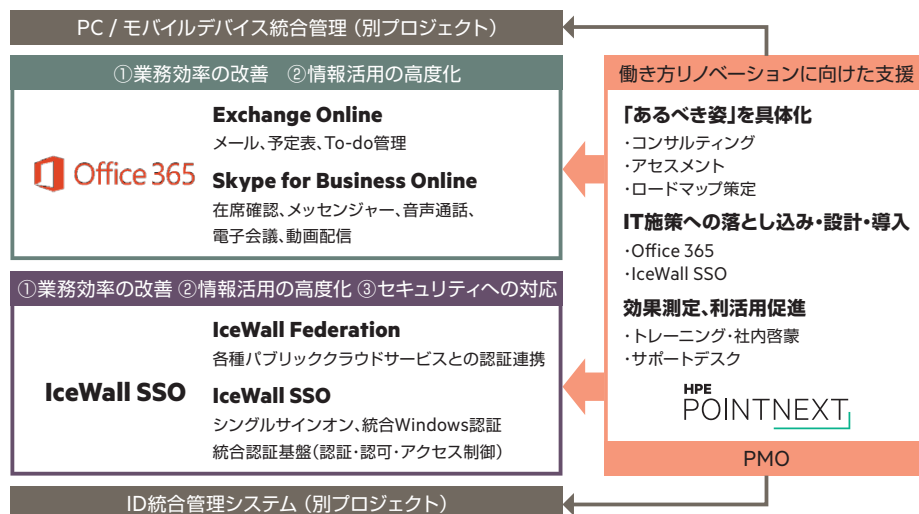 PC / モバイルデバイス統合管理（別プロジェクト）
①業務効率の改善　②情報活用の高度化
Office 365
Exchange Online
メール、予定表、To-do管理
Skype for Business Online
在席確認、メッセンジャー、音声通話、
電子会議、動画配信
①業務効率の改善 ②情報活用の高度化 ③セキュリティへの対応
IceWall SSO
IceWall Federation
各種パブリッククラウドサービスとの認証連携
IceWall SSO
シングルサインオン、統合Windows認証
統合認証基盤（認証・認可・アクセス制御）
ID統合管理システム（別プロジェクト）
働き方リノベーションに向けた支援
「あるべき姿」を具体化
・コンサルティング
・アセスメント
・ロードマップ策定
IT施策への落とし込み・設計・導入
・Office 365
・IceWall SSO
効果測定、利活用促進
・トレーニング・社内啓蒙
・サポートデスク
HPE
POINTNEXT
PMO